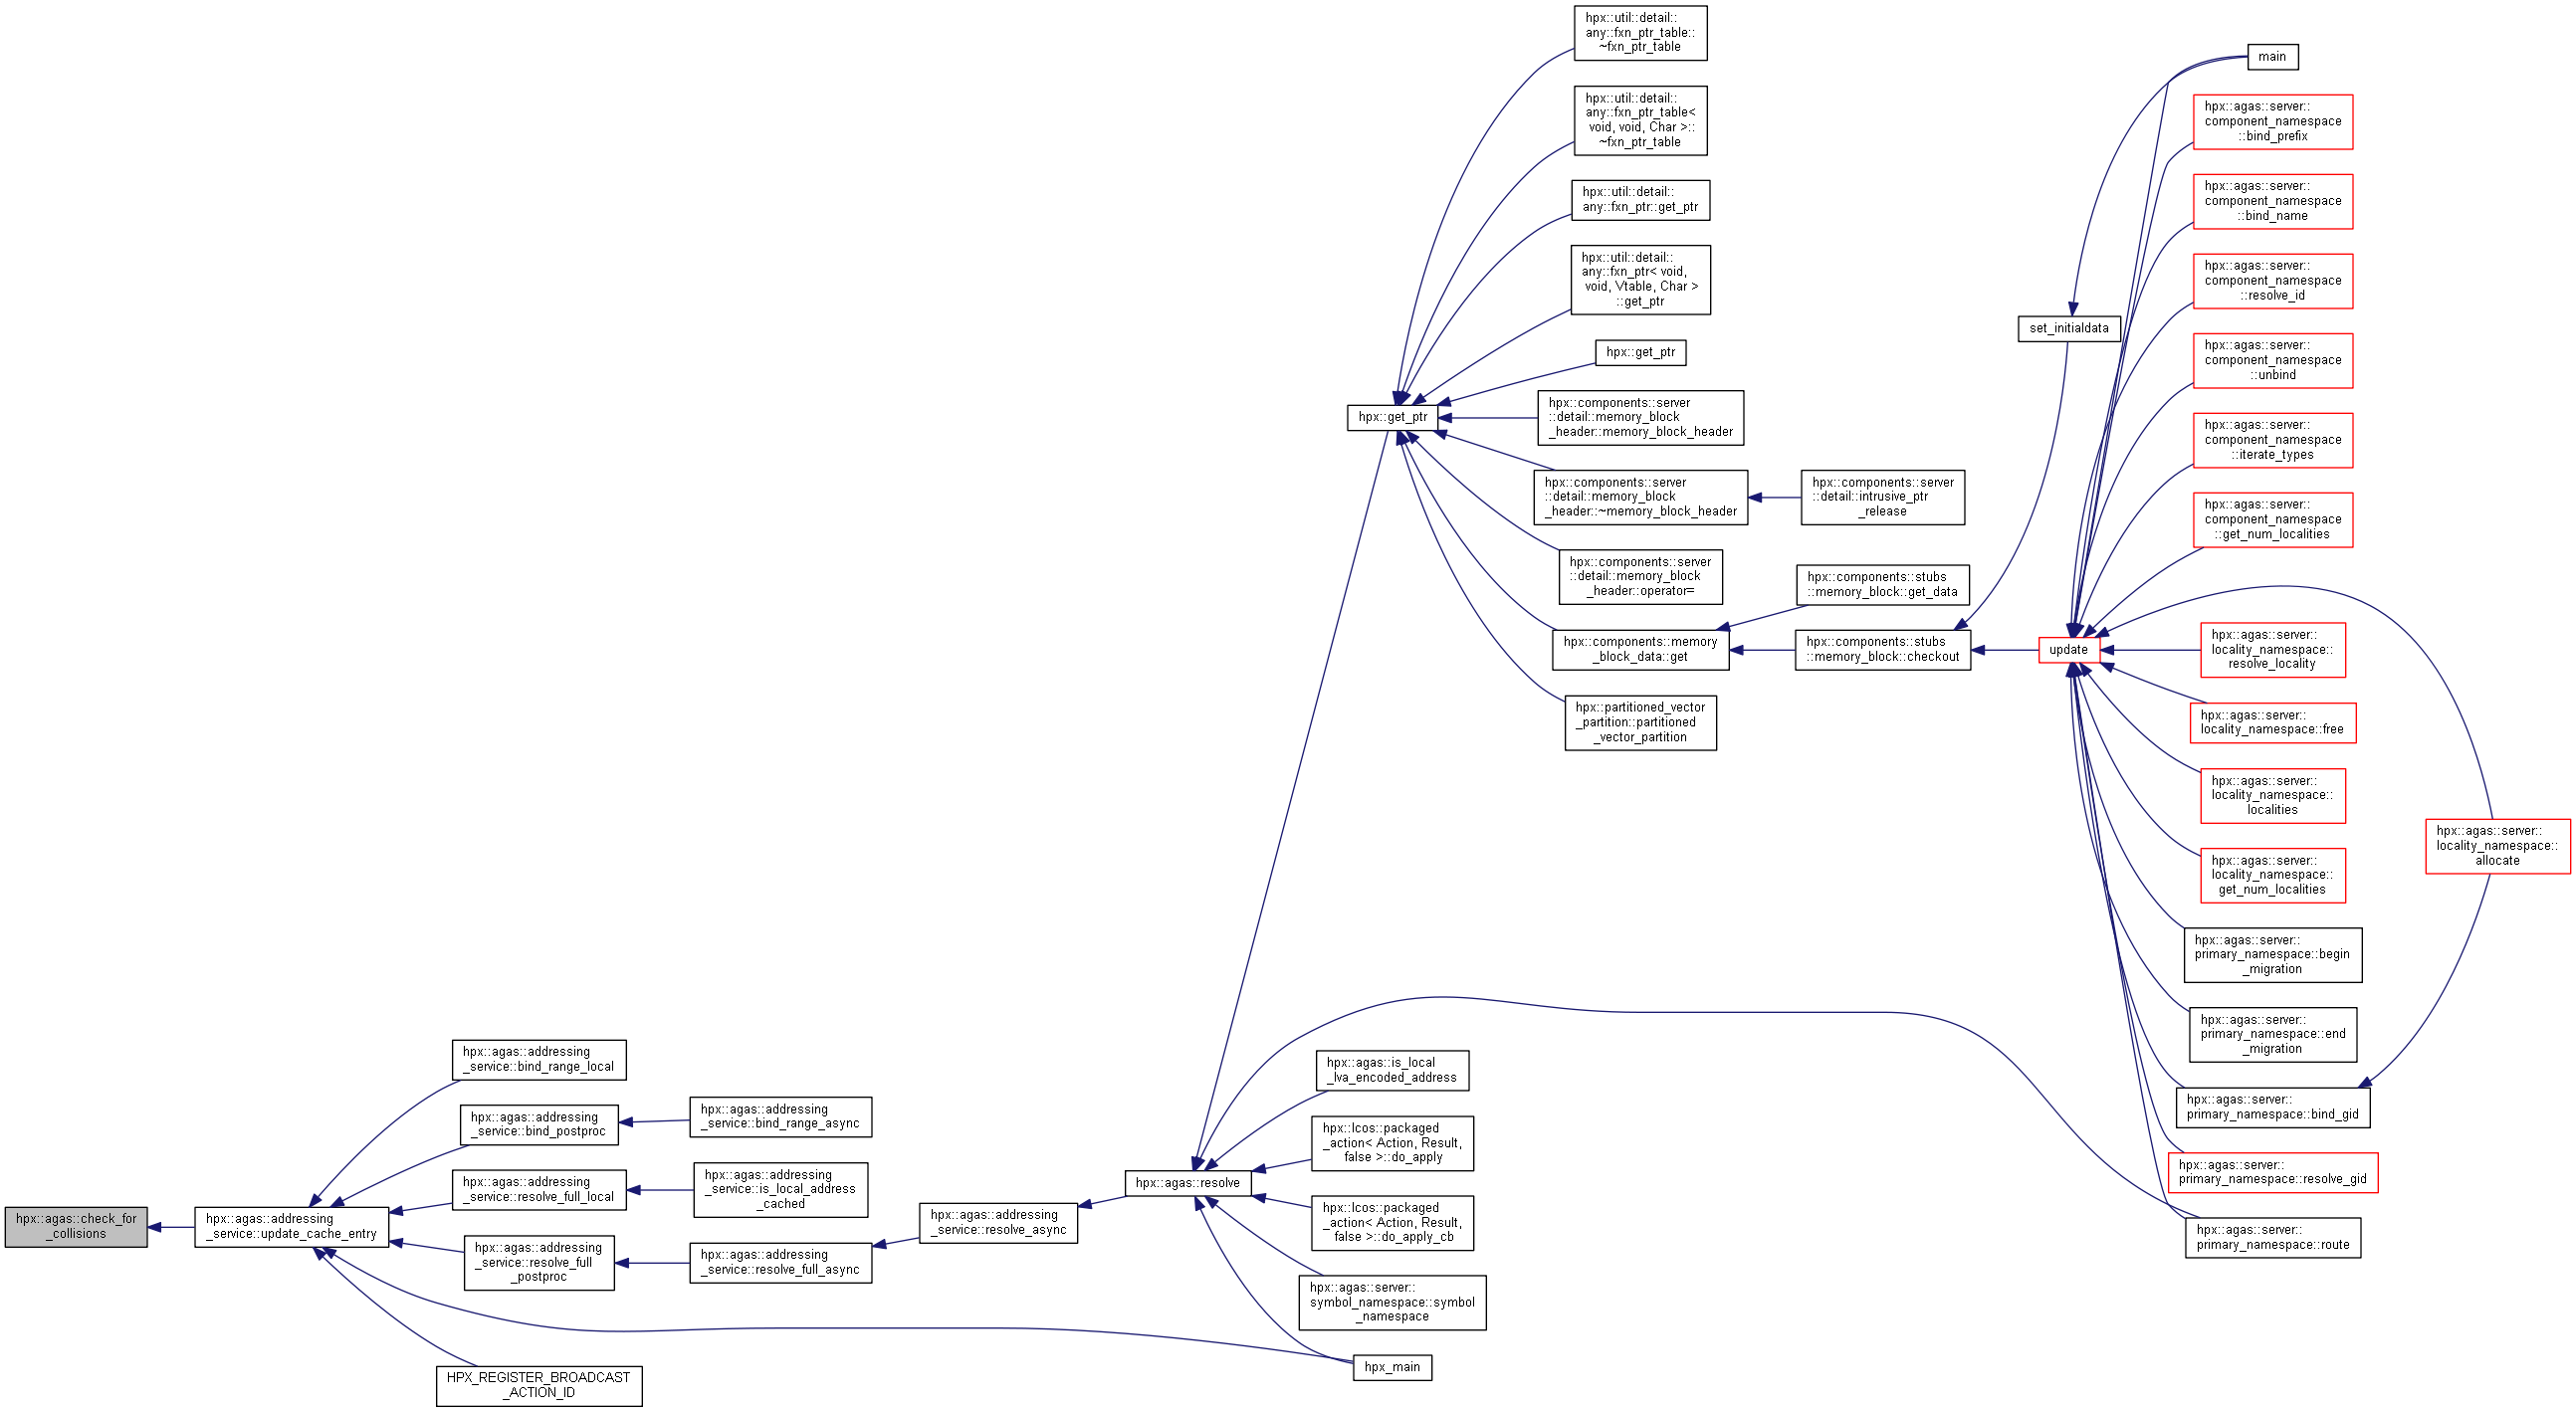 hpx::agas::check_for
_collisions
hpx::agas::addressing
_service::update_cache_entry
hpx::agas::addressing
_service::bind_range_local
hpx::agas::addressing
_service::bind_postproc
hpx::agas::addressing
_service::resolve_full_local
hpx::agas::addressing
_service::resolve_full
_postproc
HPX_REGISTER_BROADCAST
_ACTION_ID
hpx::agas::addressing
_service::bind_range_async
hpx::agas::addressing
_service::is_local_address
_cached
hpx::agas::addressing
_service::resolve_full_async
hpx::agas::addressing
_service::resolve_async
hpx::agas::resolve
hpx::get_ptr
hpx::agas::is_local
_lva_encoded_address
hpx::lcos::packaged
_action< Action, Result,
false >::do_apply
hpx::lcos::packaged
_action< Action, Result,
false >::do_apply_cb
hpx::agas::server::
symbol_namespace::symbol
_namespace
hpx_main
hpx::util::detail::
any::fxn_ptr_table::
~fxn_ptr_table
hpx::util::detail::
any::fxn_ptr_table<
void, void, Char >::
~fxn_ptr_table
hpx::util::detail::
any::fxn_ptr::get_ptr
hpx::util::detail::
any::fxn_ptr< void,
void, Vtable, Char >
::get_ptr
hpx::get_ptr
hpx::components::server
::detail::memory_block
_header::memory_block_header
hpx::components::server
::detail::memory_block
_header::~memory_block_header
hpx::components::server
::detail::memory_block
_header::operator=
hpx::components::memory
_block_data::get
hpx::partitioned_vector
_partition::partitioned
_vector_partition
hpx::components::server
::detail::intrusive_ptr
_release
hpx::components::stubs
::memory_block::get_data
hpx::components::stubs
::memory_block::checkout
set_initialdata
update
main
hpx::agas::server::
component_namespace
::bind_prefix
hpx::agas::server::
component_namespace
::bind_name
hpx::agas::server::
component_namespace
::resolve_id
hpx::agas::server::
component_namespace
::unbind
hpx::agas::server::
component_namespace
::iterate_types
hpx::agas::server::
component_namespace
::get_num_localities
hpx::agas::server::
locality_namespace::
resolve_locality
hpx::agas::server::
locality_namespace::free
hpx::agas::server::
locality_namespace::
localities
hpx::agas::server::
locality_namespace::
get_num_localities
hpx::agas::server::
primary_namespace::begin
_migration
hpx::agas::server::
primary_namespace::end
_migration
hpx::agas::server::
primary_namespace::bind_gid
hpx::agas::server::
primary_namespace::resolve_gid
hpx::agas::server::
primary_namespace::route
hpx::agas::server::
locality_namespace::
allocate